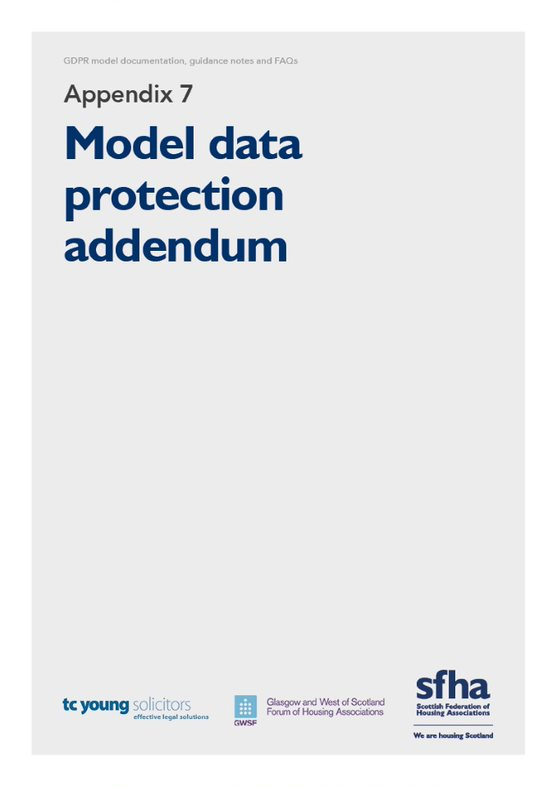 GDPR model documentation, guidance notes and FAQs
Appendix 7
Model data
protection
addendum
tc young solicitors
effective legal solutions
GWSF
Glasgow and West of Scotland
Forum of Housing Associations
sfha
Scottish Federation of
Housing Associations
We are housing Scotland